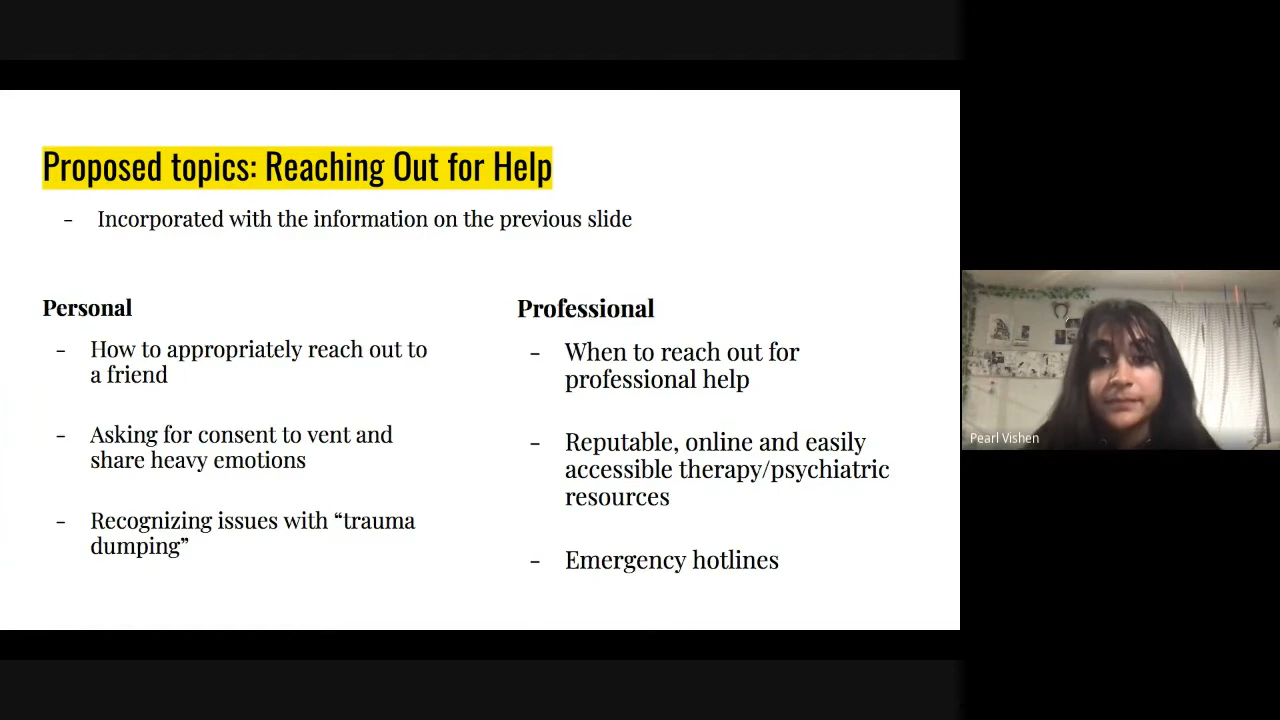 Proposed topics: Reaching Out for Help
- Incorporated with the information on the previous slide
Personal
- How to appropriately reach out to
a friend
- Asking for consent to vent and
share heavy emotions
- Recognizing issues with “trauma
dumping”
Professional
- When to reach out for
professional help
- Reputable, online and easily
accessible therapy/psychiatric
resources
- Emergency hotlines
Pearl Vishen